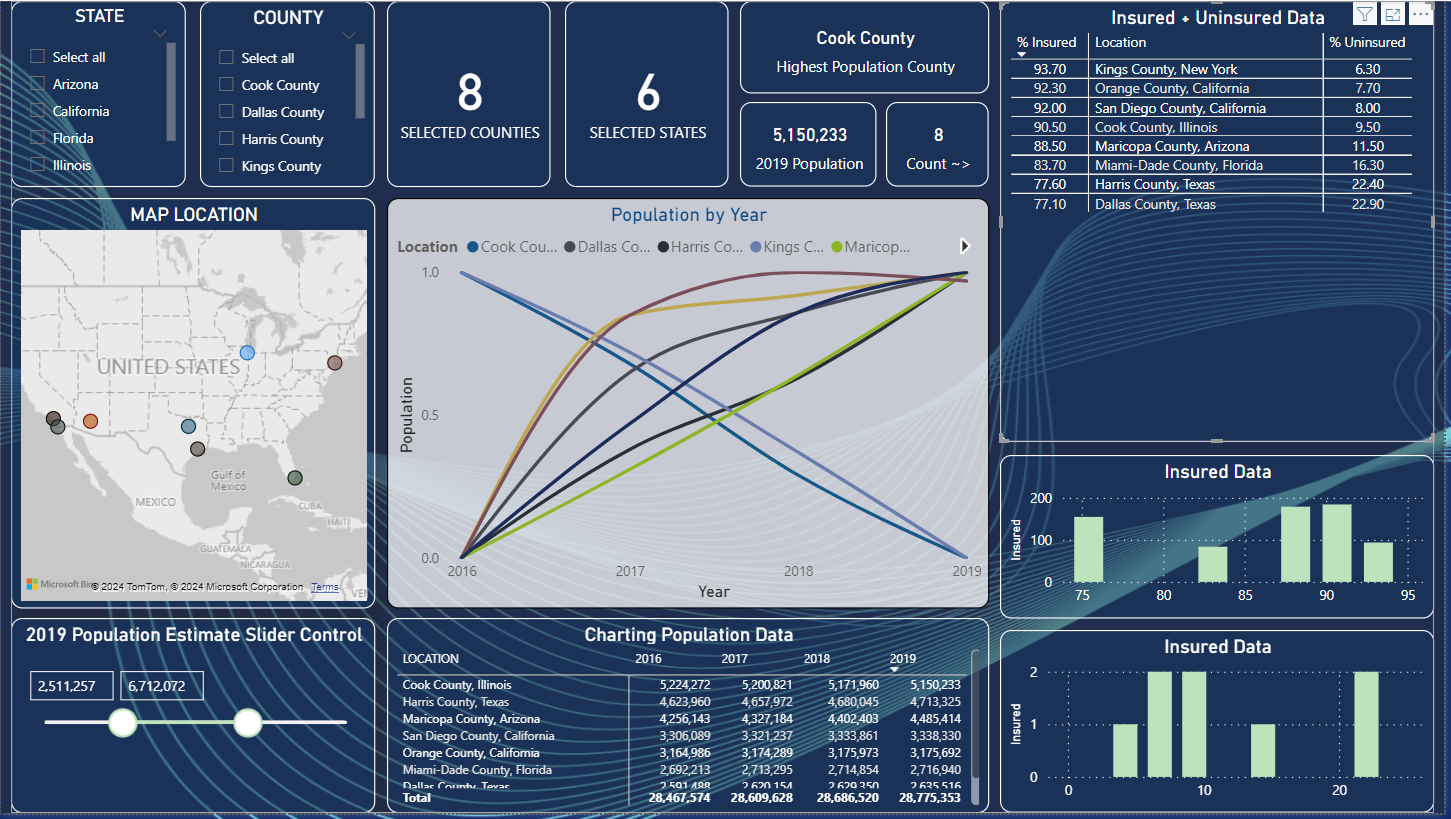 STATE
Select all
Arizona
California
Florida
Illinois
COUNTY
Select all
Cook County
Dallas County
Harris County
Kings County
8
SELECTED COUNTIES
6
SELECTED STATES
Cook County
Highest Population County
5,150,233
2019 Population
8
Count ~>
Insured + Uninsured Data
% Insured Location % Uninsured
93.70 Kings County, New York 6.30
92.30 Orange County, California 7.70
92.00 San Diego County, California 8.00
90.50 Cook County, Illinois 9.50
88.50 Maricopa County, Arizona 11.50
83.70 Miami-Dade County, Florida 16.30
77.60 Harris County, Texas 22.40
77.10 Dallas County, Texas 22.90
MAP LOCATION
UNITED STATES
Gulf of
Mexico
MEXICO
CUBA
HAITI
GUATEMALA
NICARAGUA
VEN
Microsoft Bing
© 2024 TomTom, © 2024 Microsoft Corporation Terms
Population by Year
Location Cook Cou... Dallas Co... Harris Co... Kings C... Maricop...
1.0
0.5
0.0
Population
2016 2017 2018 2019
Year
Insured Data
200
100
0
Insured
75 80 85 90 95
2019 Population Estimate Slider Control
2,511,257 6,712,072
Charting Population Data
LOCATION 2016 2017 2018 2019
Cook County, Illinois 5,224,272 5,200,821 5,171,960 5,150,233
Harris County, Texas 4,623,960 4,657,972 4,680,045 4,713,325
Maricopa County, Arizona 4,256,143 4,327,184 4,402,403 4,485,414
San Diego County, California 3,306,089 3,321,237 3,333,861 3,338,330
Orange County, California 3,164,986 3,174,289 3,175,973 3,175,692
Miami-Dade County, Florida 2,692,213 2,713,295 2,714,854 2,716,940
Dallas County, Texas 2,591,488 2,620,154 2,629,350 2,635,516
Total 28,467,574 28,609,628 28,686,520 28,775,353
Insured Data
2
1
0
Insured
0 10 20